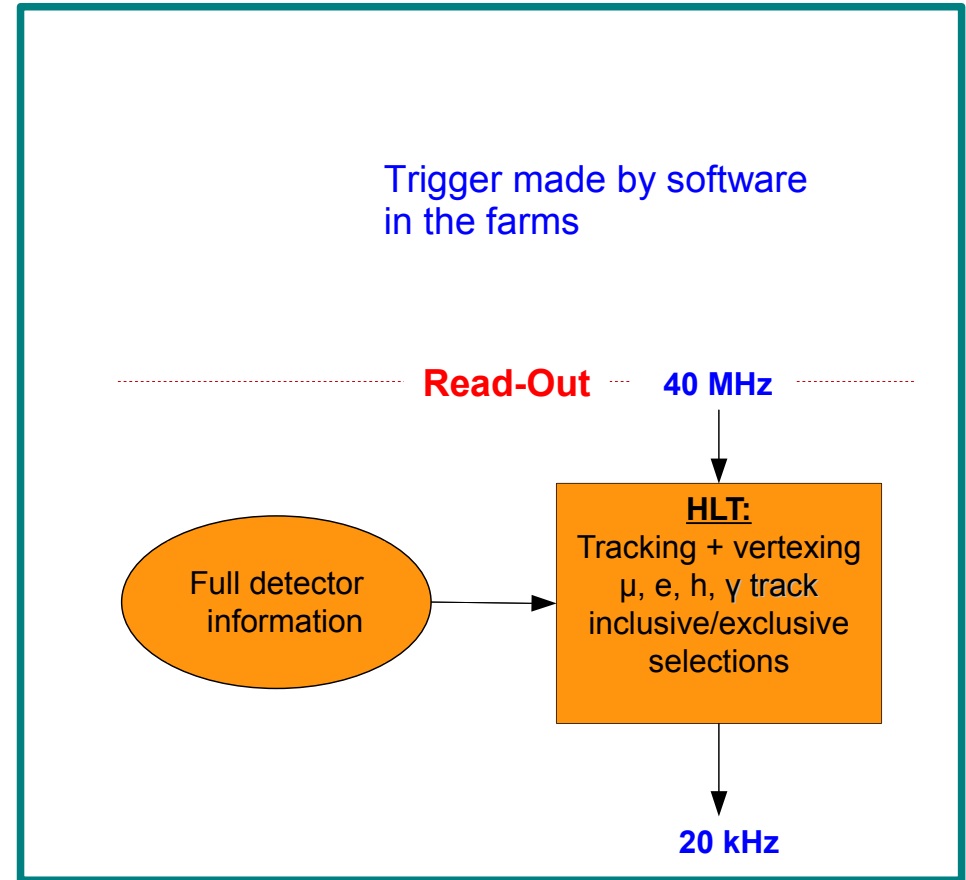 Trigger made by software
in the farms
Read-Out 40 MHz
HLT:
Tracking + vertexing
μ, e, h, γ track
inclusive/exclusive
selections
Full detector
information
20 kHz